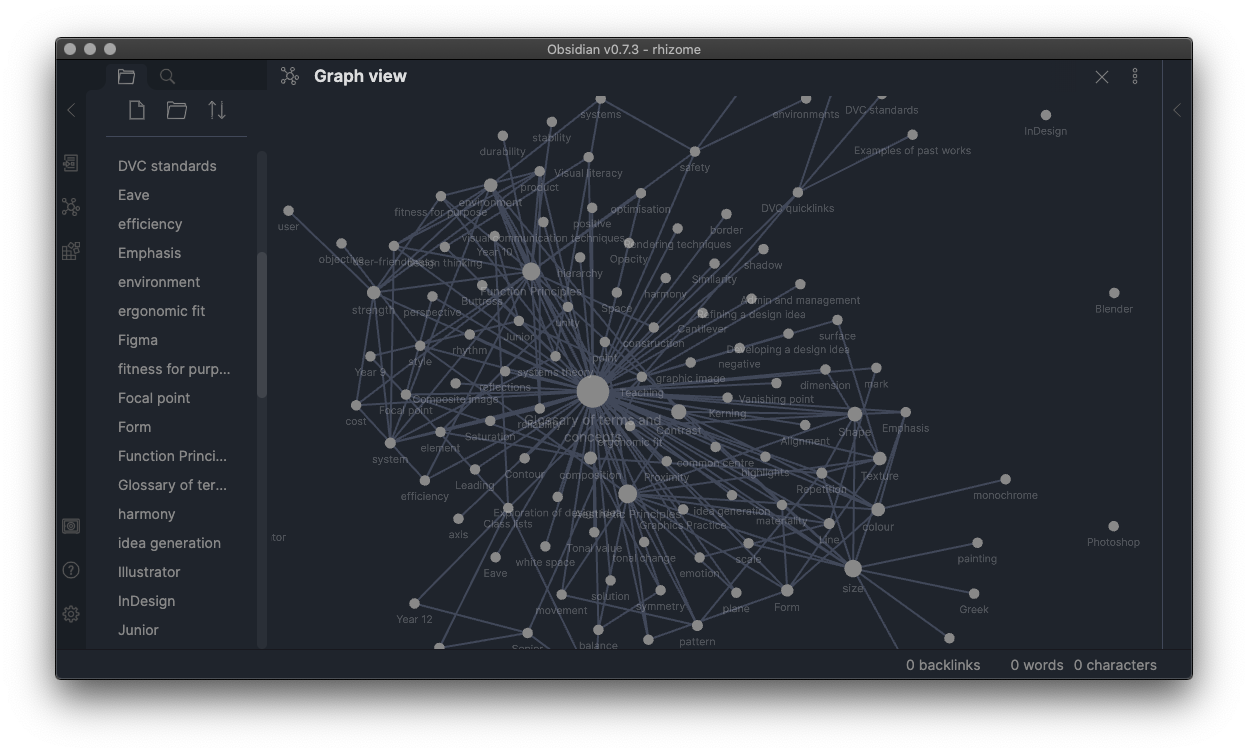 Obsidian v0.7.3 - rhizome
Graph view
DVC standards
Eave
efficiency
Emphasis
environment
ergonomic fit
Figma
fitness for purp...
Focal point
Form
Function Princi...
Glossary of ter...
harmony
idea generation
Illustrator
InDesign
Junior
systems
environments
DVC standards
InDesign
stability
durability
Examples of past works
safety
Visual literacy
product
environment
optimisation
DVC quicklinks
fitness for purpose
user
positive
border
visual communication techniques
rendering techniques
Year 10
objective
user-friendliness
design thinking
Opacity
shadow
hierarchy
Similarity
Function Principles
harmony
Buttress
Admin and management
Space
strength
perspective
Refining a design idea
Blender
unity
Cantilever
Junior
construction
surface
rhythm
Developing a design idea
point
style
negative
Year 9
systems theory
graphic image
dimension
mark
reflections
Teaching
Composite image
Vanishing point
Focal point
Kerning
cost
Glossary of terms and
concepts
reliability
Contrast
Shape
Emphasis
Saturation
ergonomic fit
Alignment
element
system
common centre
highlights
Contour
composition
Proximity
Texture
Leading
Repetition
efficiency
monochrome
Exploration of design idea
Aesthetic Principles
idea generation
Class lists
Graphics Practice
materiality
colour
axis
Line
tor
Photopshop
Tonal value
tonal change
white space
scale
painting
Eave
emotion
size
solution
symmetry
plane
Form
Greek
movement
Year 12
pattern
balance
Senior
0 backlinks 0 words 0 characters